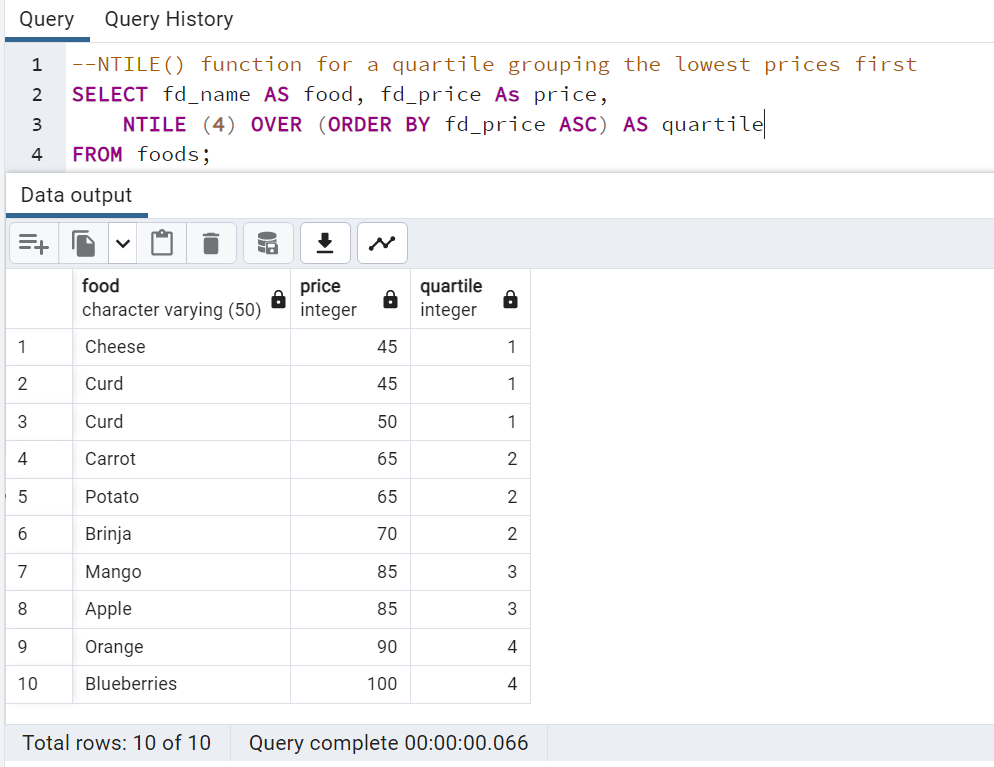 Query Query History
1 --NTILE() function for a quartile grouping the lowest prices first
2 SELECT fd_name AS food, fd_price As price,
3 NTILE (4) OVER (ORDER BY fd_price ASC) AS quartile
4 FROM foods;
Data output
food price quartile
character varying (50) integer integer
1 Cheese 45 1
2 Curd 45 1
3 Curd 50 1
4 Carrot 65 2
5 Potato 65 2
6 Brinja 70 2
7 Mango 85 3
8 Apple 85 3
9 Orange 90 4
10 Blueberries 100 4
Total rows: 10 of 10 Query complete 00:00:00.066